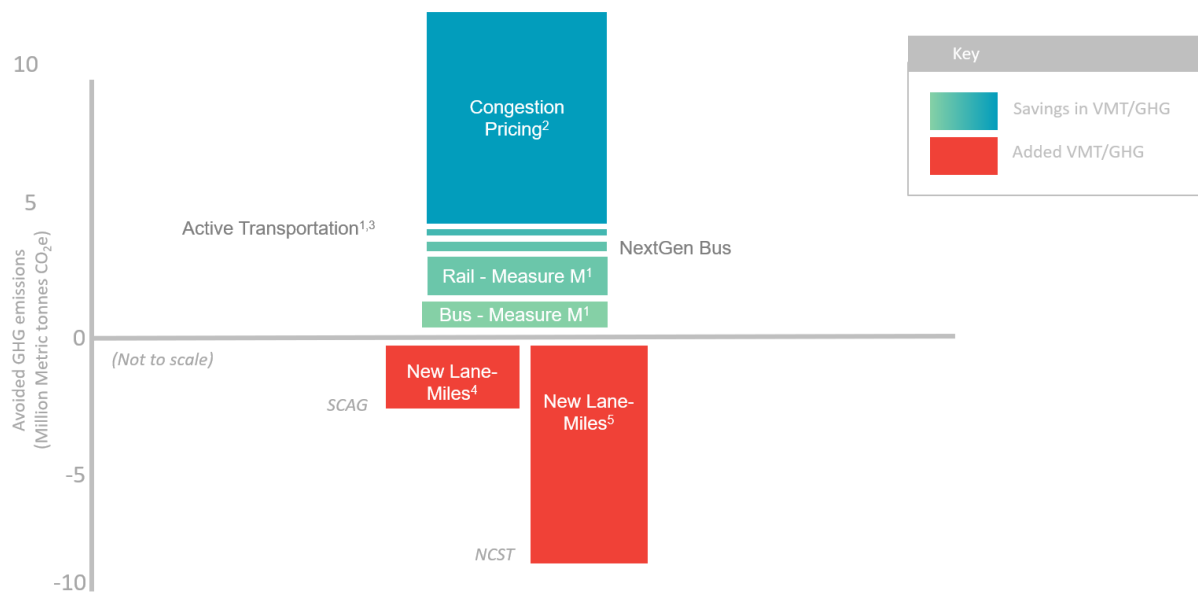 10
5
0
-5
-10
Avoided GHG emissions
(Million Metric tonnes CO₂e)
Congestion
Pricing²
Active Transportation¹,³
NextGen Bus
Rail - Measure M¹
Bus - Measure M¹
(Not to scale)
New Lane-
Miles⁴
SCAG
New Lane-
Miles⁵
NCST
Key
Savings in VMT/GHG
Added VMT/GHG